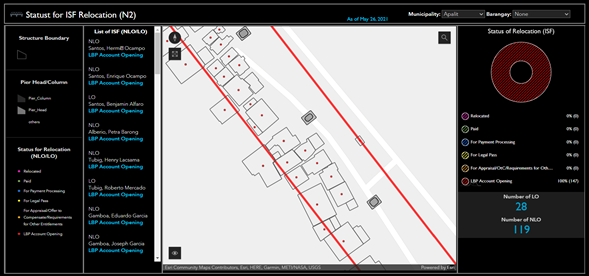 Statust for ISF Relocation (N2)
As of May 26, 2021
Municipality: Apalit
Barangay: None
Structure Boundary
Pier Head/Column
Pier_Column
Pier_Head
others
Status for Relocation
(NLO/LO)
Relocated
Paid
For Payment Processing
For Legal Pass
For Appraisal/Offer to
Compensate/Requirements for
Other Entitlements
LBP Account Opening
List of ISF (NLO/LO)
NLO
Santos, Hermill Ocampo
LBP Account Opening
NLO
Santos, Enrique Ocampo
LBP Account Opening
LO
Santos, Benjamin Alfaro
LBP Account Opening
NLO
Alberio, Petra Barong
LBP Account Opening
NLO
Tubig, Henry Lacsama
LBP Account Opening
LO
Tubig, Roberto Mercado
LBP Account Opening
NLO
Gamboa, Eduardo Garcia
LBP Account Opening
NLO
Gamboa, Joseph Garcia
LBP Account Opening
Esri Community Maps Contributors, Esri, HERE, Garmin, METI/NASA, USGS
Powered by Esri
Status of Relocation (ISF)
Relocated 0% (0)
Paid 0% (0)
For Payment Processing 0% (0)
For Legal Pass 0% (0)
For Appraisal/OtC/Requirements for Oth... 0% (0)
LBP Account Opening 100% (147)
Number of LO
28
Number of NLO
119